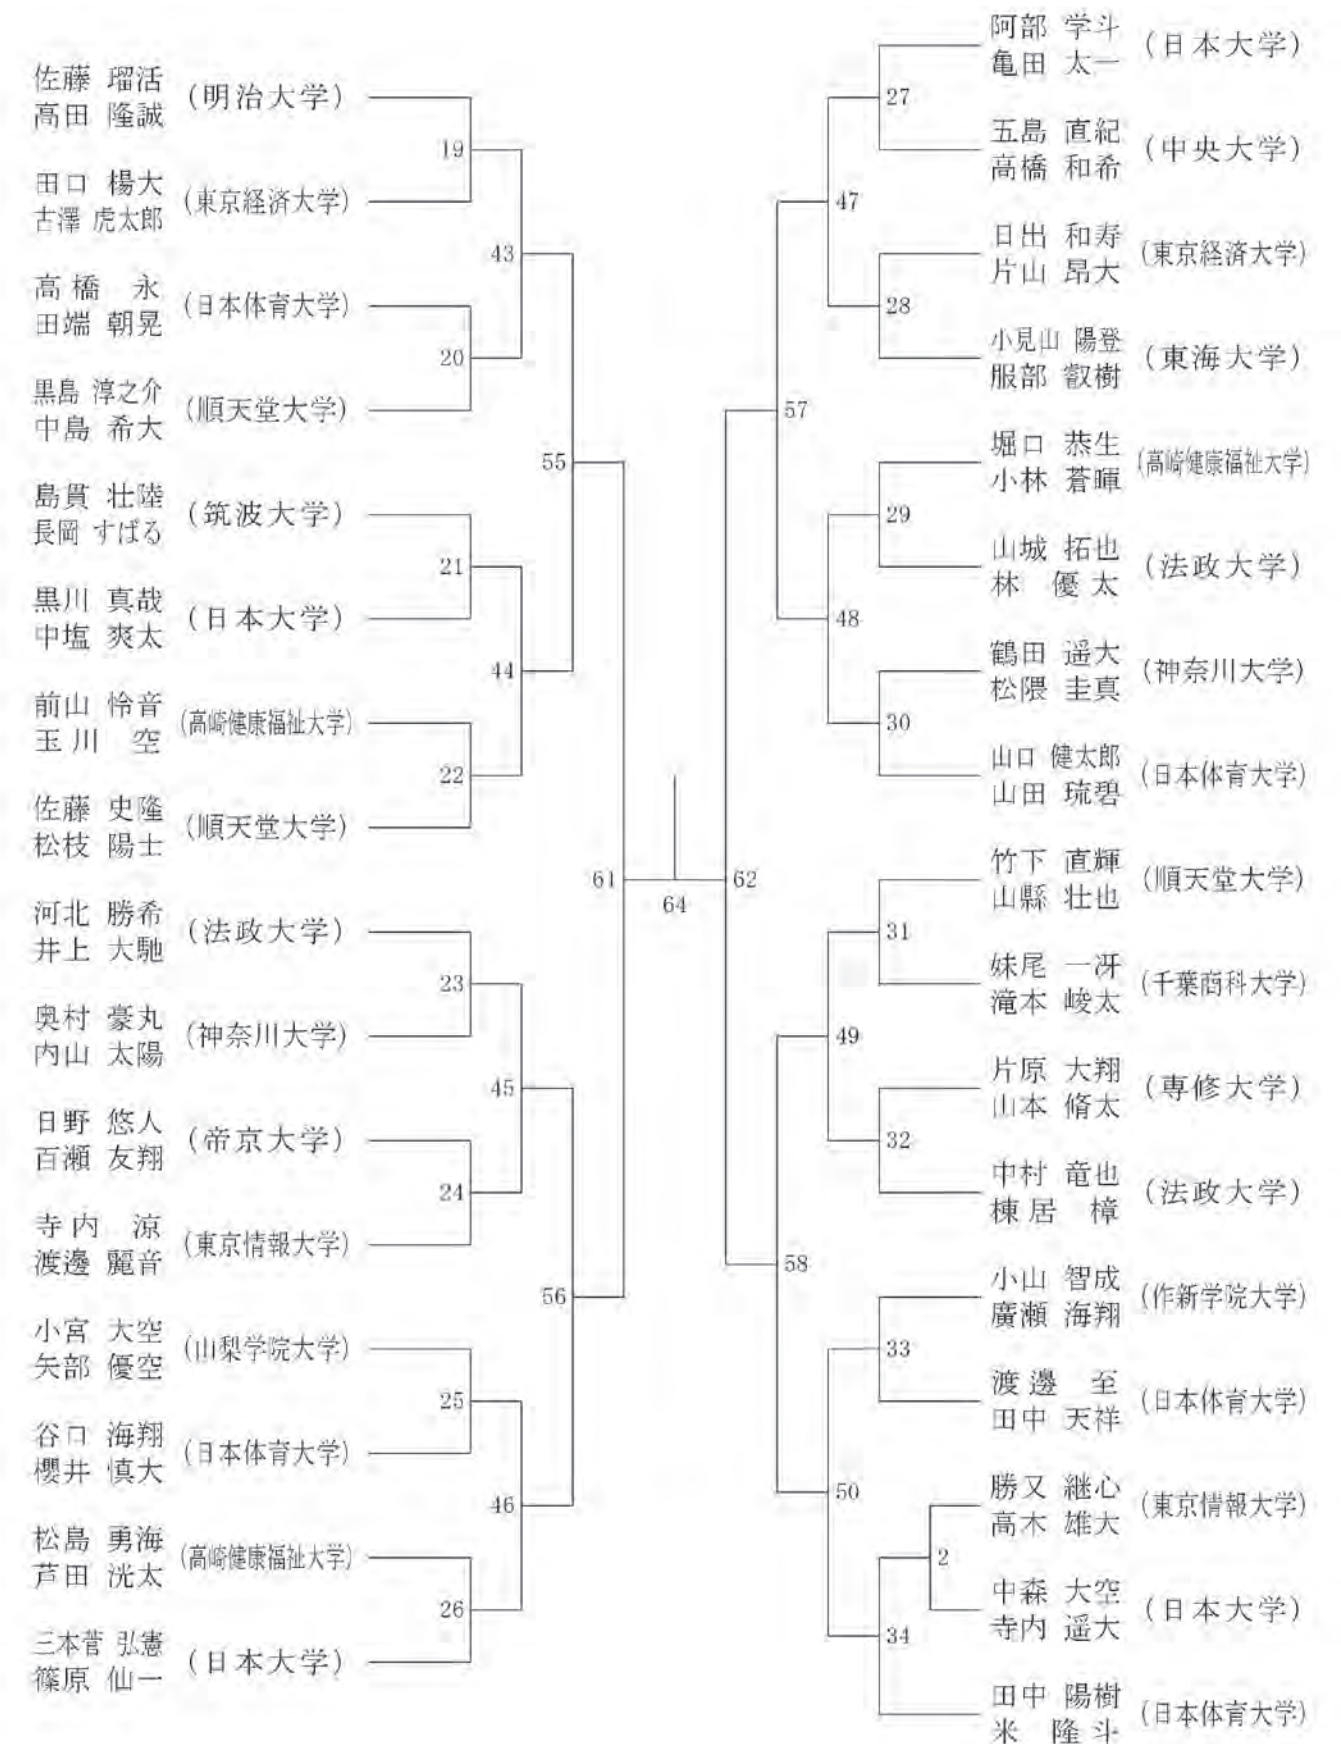 佐藤 瑠活
高田 隆誠
(明治大学)
田口 楊大
古澤 虎太郎
(東京経済大学)
高橋 永
田端 朝晃
(日本体育大学)
黒島 淳之介
中島 希大
(順天堂大学)
島貫 壮陸
長岡 すばる
(筑波大学)
黒川 真哉
中塩 爽太
(日本大学)
前山 怜音
玉川 空
(高崎健康福祉大学)
佐藤 史隆
松枝 陽士
(順天堂大学)
河北 勝希
井上 大馳
(法政大学)
奥村 豪丸
内山 太陽
(神奈川大学)
日野 悠人
百瀬 友翔
(帝京大学)
寺内 涼
渡邊 麗音
(東京情報大学)
小宮 大空
矢部 優空
(山梨学院大学)
谷口 海翔
櫻井 慎大
(日本体育大学)
松島 勇海
芦田 洸太
(高崎健康福祉大学)
三本菅 弘憲
篠原 仙一
(日本大学)
19
20
21
22
23
24
25
26
43
44
45
46
55
56
61
64
62
57
58
47
48
49
50
27
28
29
30
31
32
33
34
2
阿部 学斗
亀田 太一
(日本大学)
五島 直紀
高橋 和希
(中央大学)
日出 和寿
片山 昂大
(東京経済大学)
小見山 陽登
服部 叡樹
(東海大学)
堀口 恭生
小林 蒼暉
(高崎健康福祉大学)
山城 拓也
林 優太
(法政大学)
鶴田 遥大
松隈 圭真
(神奈川大学)
山口 健太郎
山田 琉碧
(日本体育大学)
竹下 直輝
山縣 壮也
(順天堂大学)
妹尾 一冴
滝本 峻太
(千葉商科大学)
片原 大翔
山本 脩太
(専修大学)
中村 竜也
棟居 樟
(法政大学)
小山 智成
廣瀬 海翔
(作新学院大学)
渡邊 至
田中 天祥
(日本体育大学)
勝又 継心
高木 雄大
(東京情報大学)
中森 大空
寺内 遥大
(日本大学)
田中 陽樹
米 隆斗
(日本体育大学)